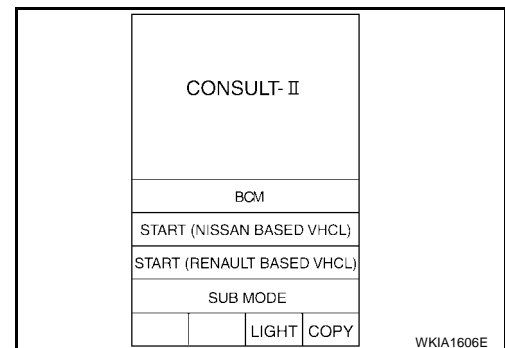 CONSULT-II
BCM
START (NISSAN BASED VHCL)
START (RENAULT BASED VHCL)
SUB MODE
LIGHT COPY
WKIA1606E